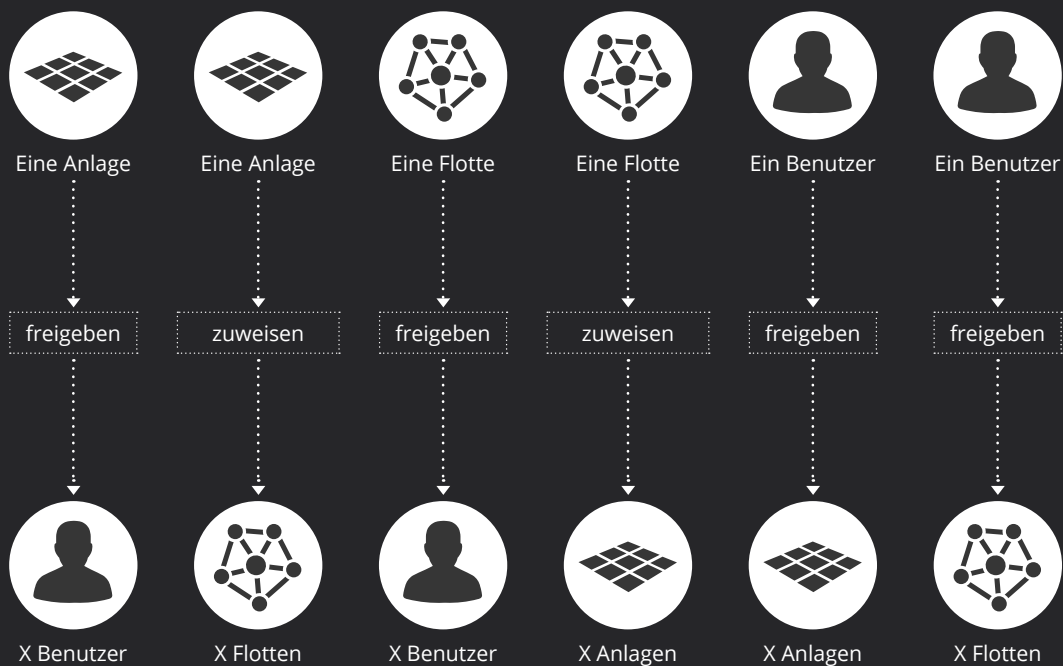 Eine Anlage
Eine Anlage
Eine Flotte
Eine Flotte
Ein Benutzer
Ein Benutzer
freigeben
zuweisen
freigeben
zuweisen
freigeben
freigeben
X Benutzer
X Flotten
X Benutzer
X Anlagen
X Anlagen
X Flotten